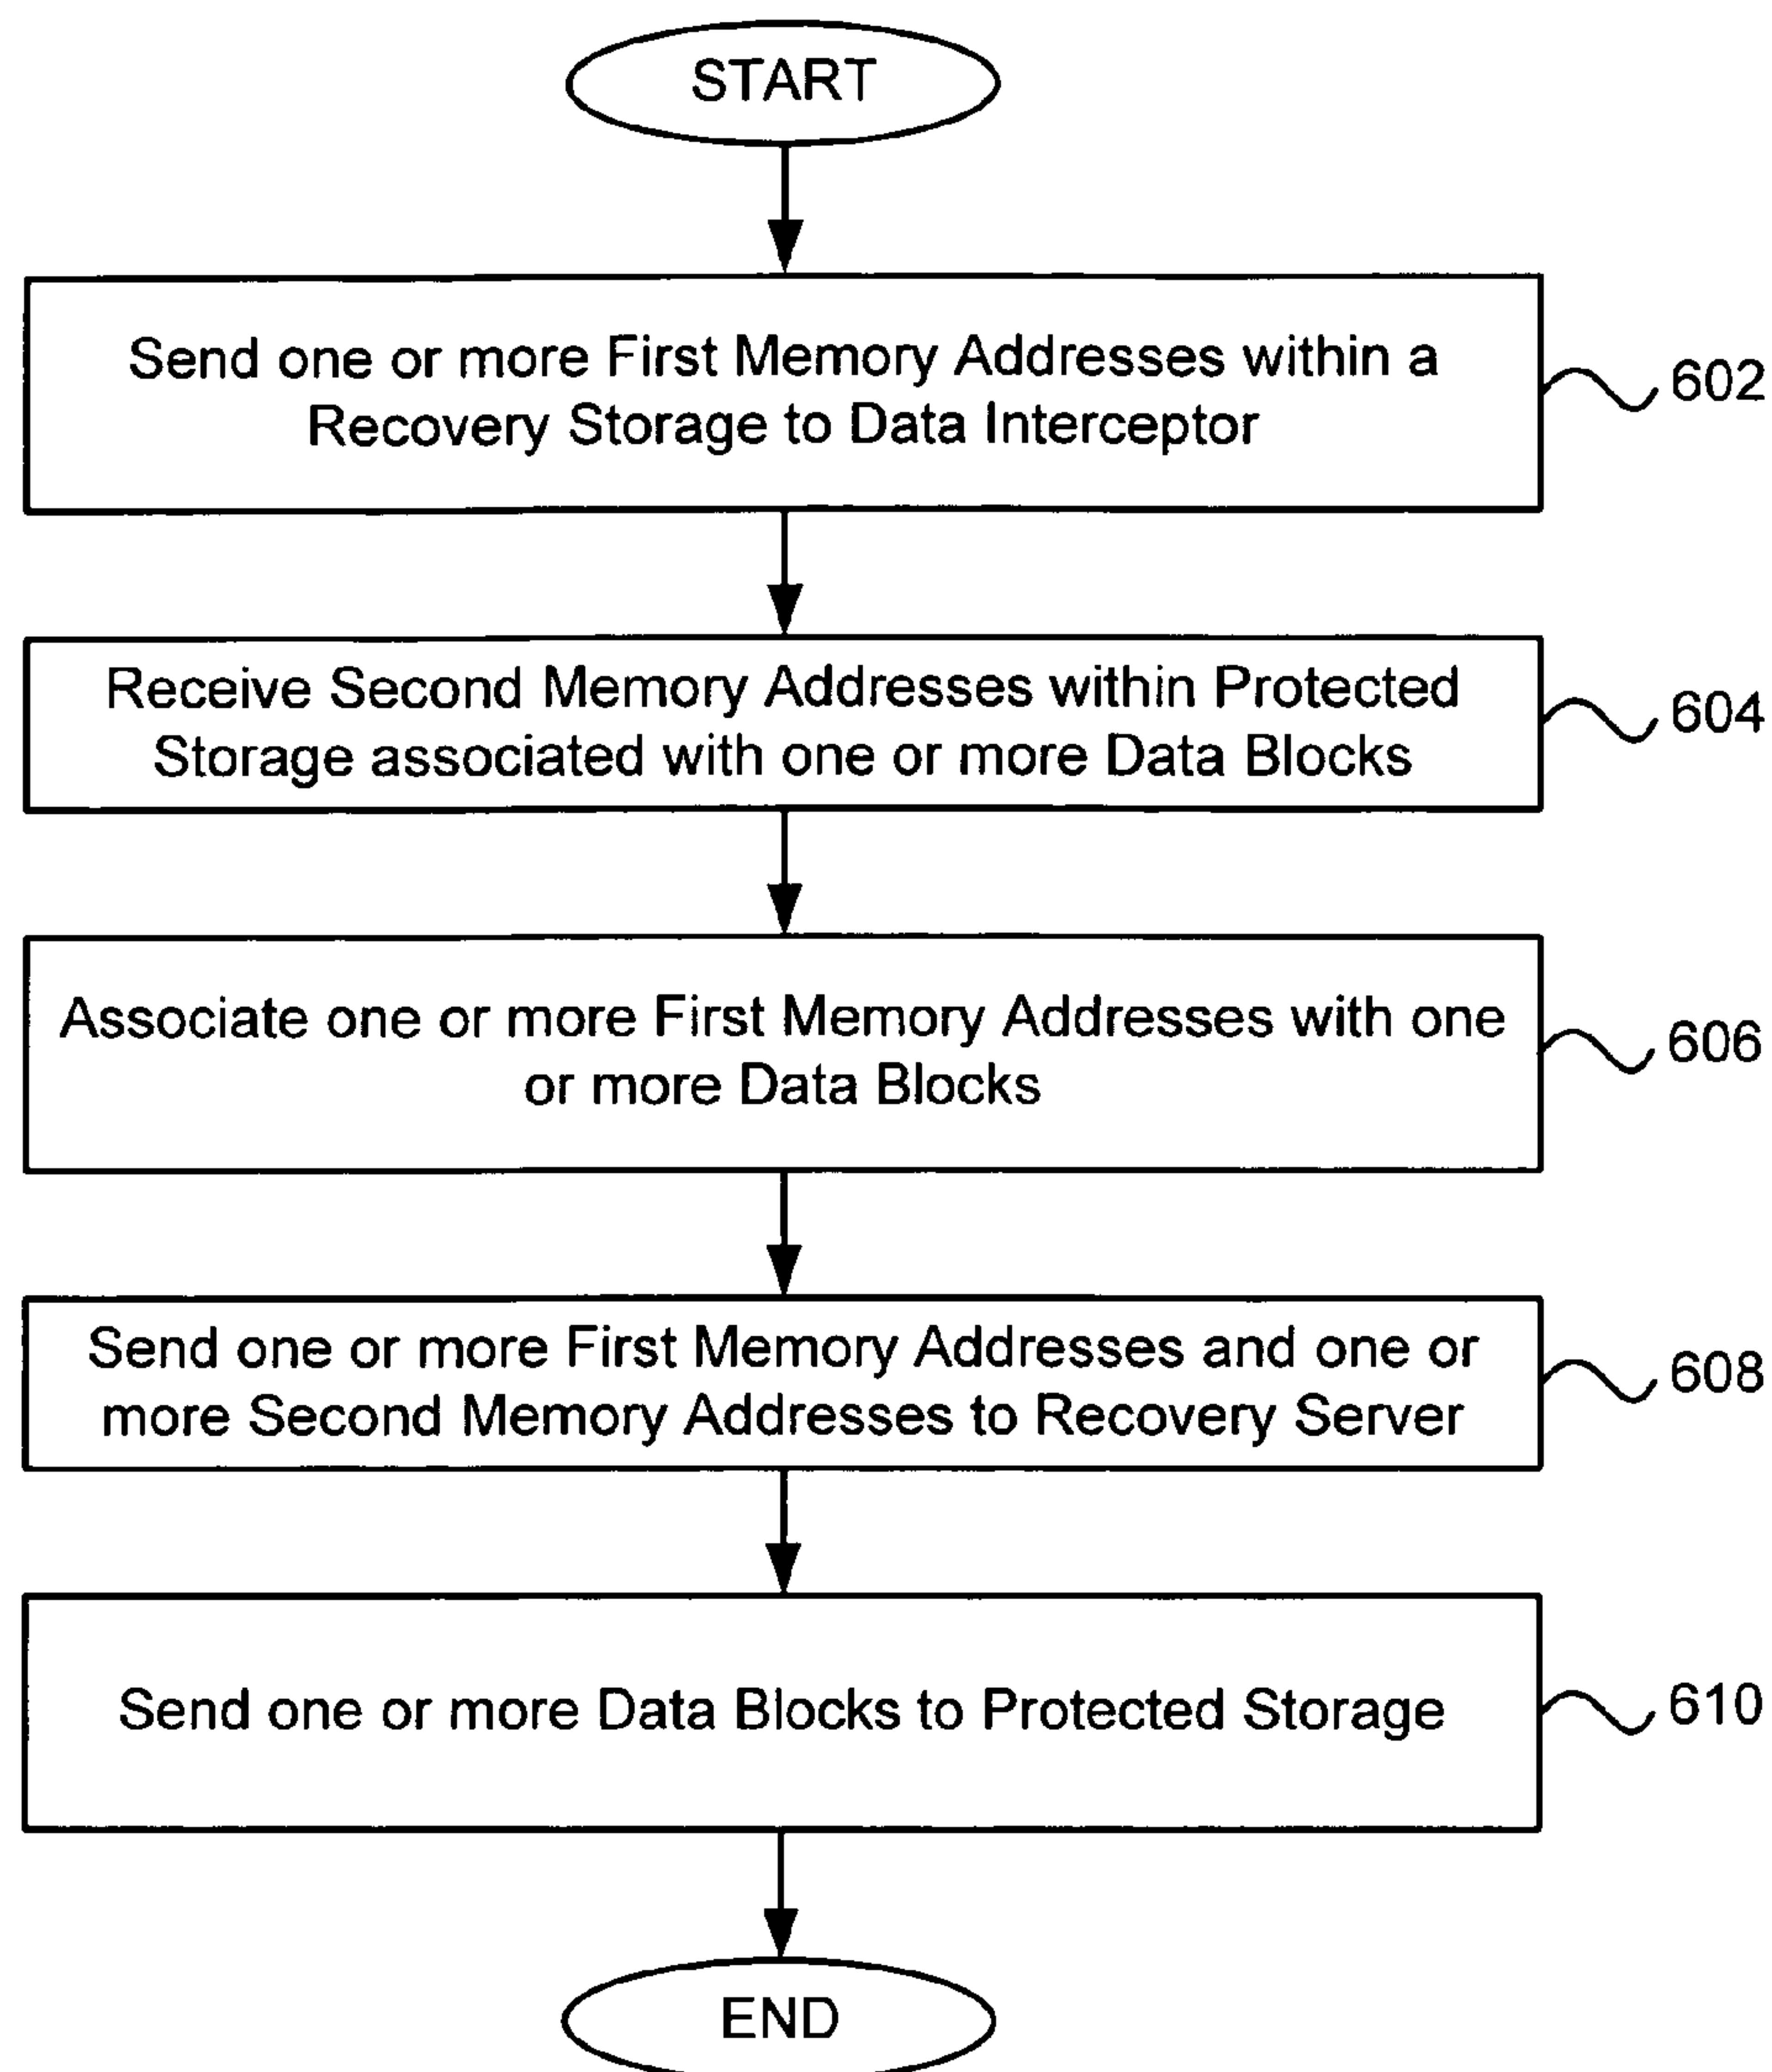 START
Send one or more First Memory Addresses within a
Recovery Storage to Data Interceptor
602
Receive Second Memory Addresses within Protected
Storage associated with one or more Data Blocks
604
Associate one or more First Memory Addresses with one
or more Data Blocks
606
Send one or more First Memory Addresses and one or
more Second Memory Addresses to Recovery Server
608
Send one or more Data Blocks to Protected Storage
610
END